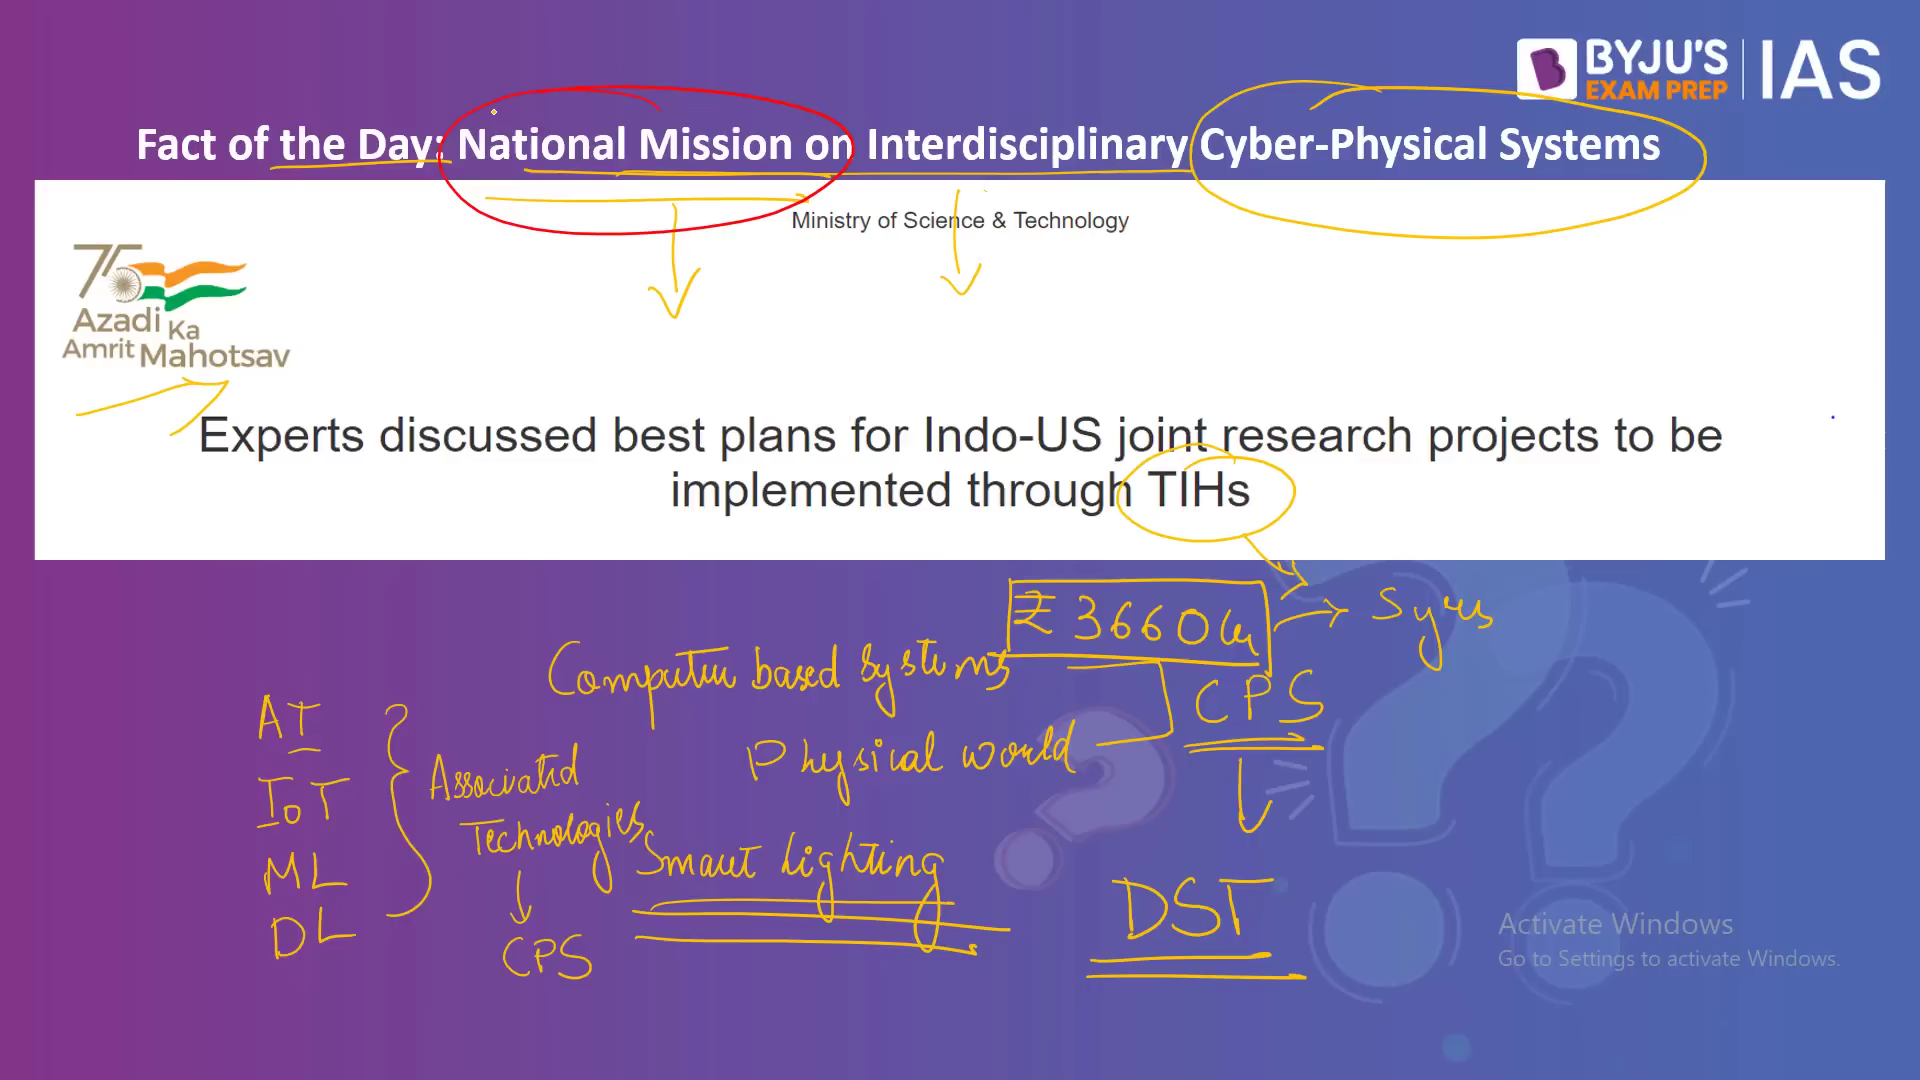 BYJU'S
EXAM PREP
IAS
Fact of the Day: National Mission on Interdisciplinary Cyber-Physical Systems
Ministry of Science & Technology
75
Azadi Ka
Amrit Mahotsav
Experts discussed best plans for Indo-US joint research projects to be
implemented through TIHs
₹ 3660 Cr
5 yrs
Computer based Systems
CPS
Physical world
AI
IoT
ML
DL
Associated
Technologies
CPS
Smart Lighting
DST
Activate Windows
Go to Settings to activate Windows.